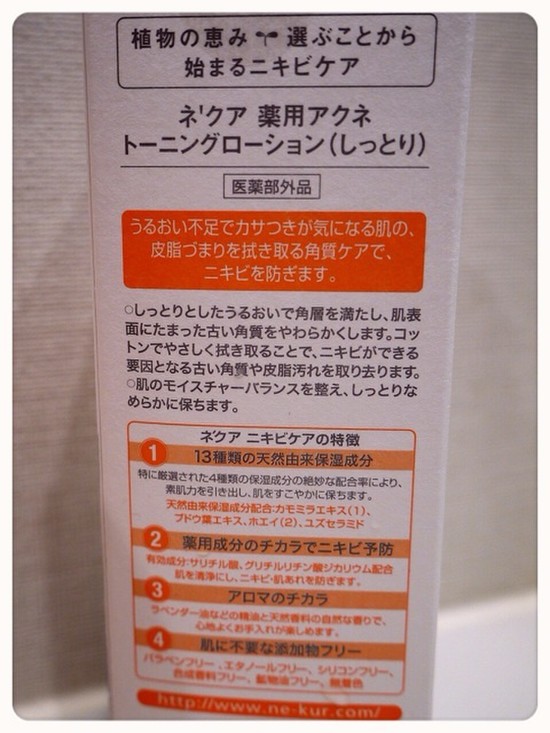 植物の恵み 選ぶことから
始まるニキビケア
ネ'クア 薬用アクネ
トーニングローション(しっとり)
医薬部外品
うるおい不足でカサつきが気になる肌の、
皮脂づまりを拭き取る角質ケアで、
ニキビを防ぎます。
○しっとりとしたうるおいで角層を満たし、肌表
面にたまった古い角質をやわらかくします。コッ
トンでやさしく拭き取ることで、ニキビができる
要因となる古い角質や皮脂汚れを取り去ります。
○肌のモイスチャーバランスを整え、しっとりな
めらかに保ちます。
ネ'クア ニキビケアの特徴
1 13種類の天然由来保湿成分
特に厳選された4種類の保湿成分の絶妙な配合率により、
素肌力を引き出し、肌をすこやかに保ちます。
天然由来保湿成分配合:カモミラエキス(1)、
ブドウ葉エキス、ホエイ(2)、ユズセラミド
2 薬用成分のチカラでニキビ予防
有効成分:サリチル酸、グリチルリチン酸ジカリウム配合
肌を清浄にし、ニキビ・肌あれを防ぎます。
3 アロマのチカラ
ラベンダー油などの精油と天然香料の自然な香りで、
心地よくお手入れが楽しめます。
4 肌に不要な添加物フリー
パラベンフリー、エタノールフリー、シリコンフリー、
合成香料フリー、鉱物油フリー、無着色
http://www.ne-kur.com/